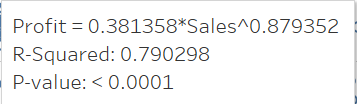 Profit = 0.381358*Sales^0.879352
R-Squared: 0.790298
P-value: < 0.0001